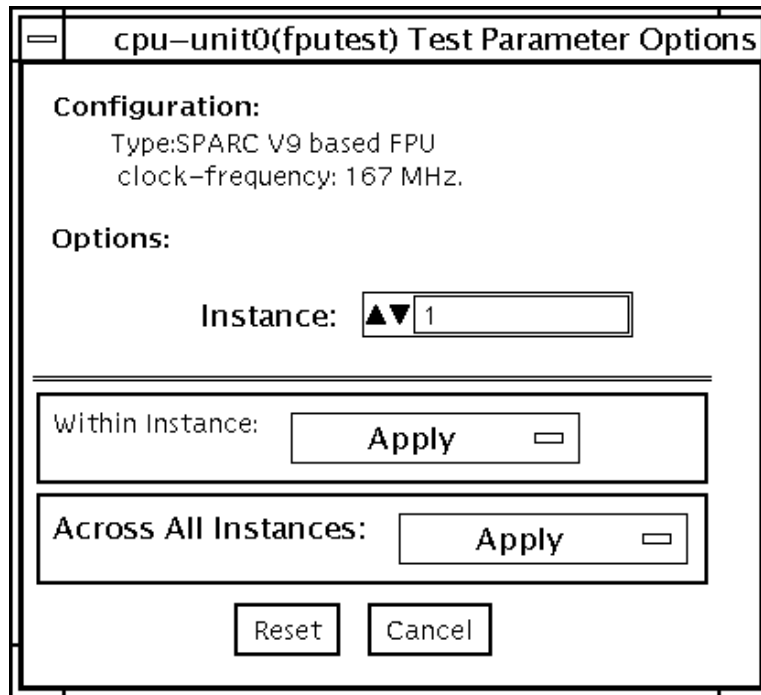 cpu-unit0(fputest) Test Parameter Options
Configuration:
Type:SPARC V9 based FPU
clock-frequency: 167 MHz.
Options:
Instance: 1
Within Instance: Apply
Across All Instances: Apply
Reset Cancel